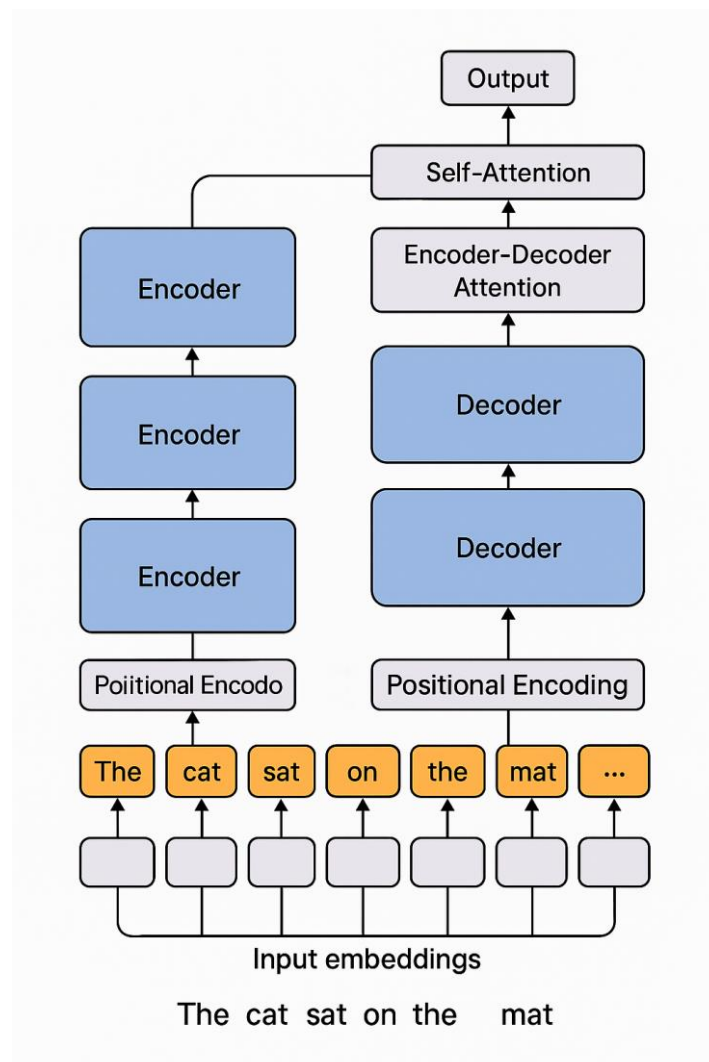 Output
Self-Attention
Encoder-Decoder
Attention
Encoder
Decoder
Encoder
Decoder
Encoder
Poiitional Encodo
Positional Encoding
The cat sat on the mat ...
Input embeddings
The cat sat on the mat